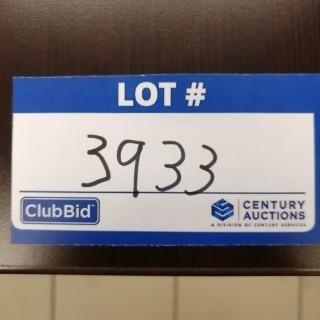 LOT #
3933
ClubBid
CENTURY
AUCTIONS
A DIVISION OF CENTURY SERVICES